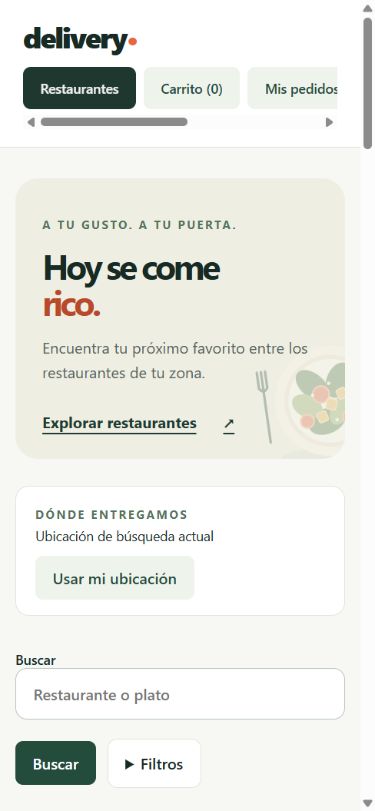 delivery
Restaurantes
Carrito (0)
Mis pedidos
A TU GUSTO. A TU PUERTA.
Hoy se come
rico.
Encuentra tu próximo favorito entre los
restaurantes de tu zona.
Explorar restaurantes ↗
DÓNDE ENTREGAMOS
Ubicación de búsqueda actual
Usar mi ubicación
Buscar
Restaurante o plato
Buscar
▶ Filtros